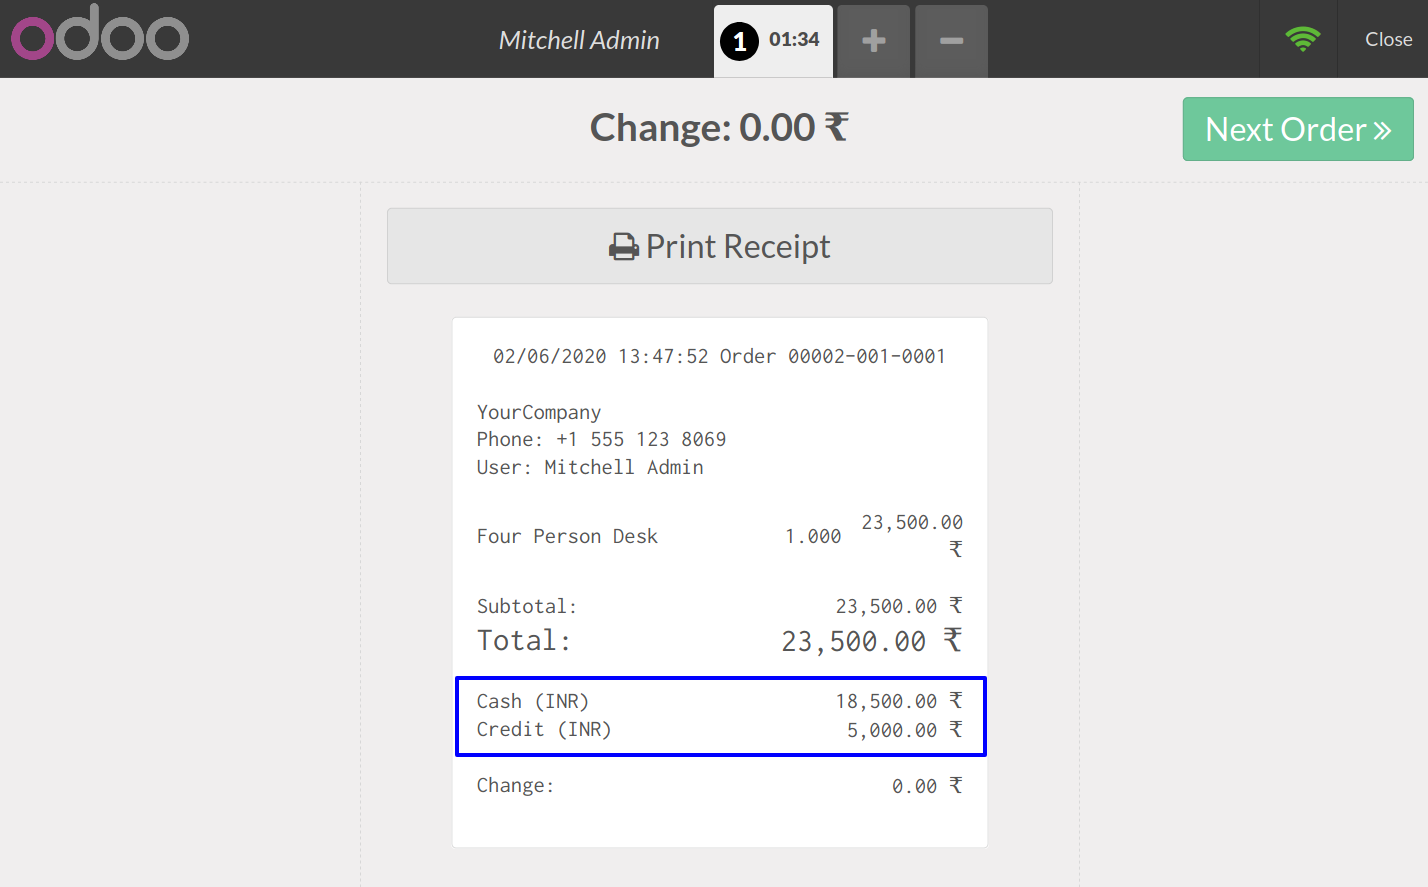 odoo
Mitchell Admin
1 01:34
Close
Change: 0.00 ₹
Next Order
Print Receipt
02/06/2020 13:47:52 Order 00002-001-0001
YourCompany
Phone: +1 555 123 8069
User: Mitchell Admin
Four Person Desk 1.000 23,500.00
₹
Subtotal: 23,500.00 ₹
Total: 23,500.00 ₹
Cash (INR) 18,500.00 ₹
Credit (INR) 5,000.00 ₹
Change: 0.00 ₹